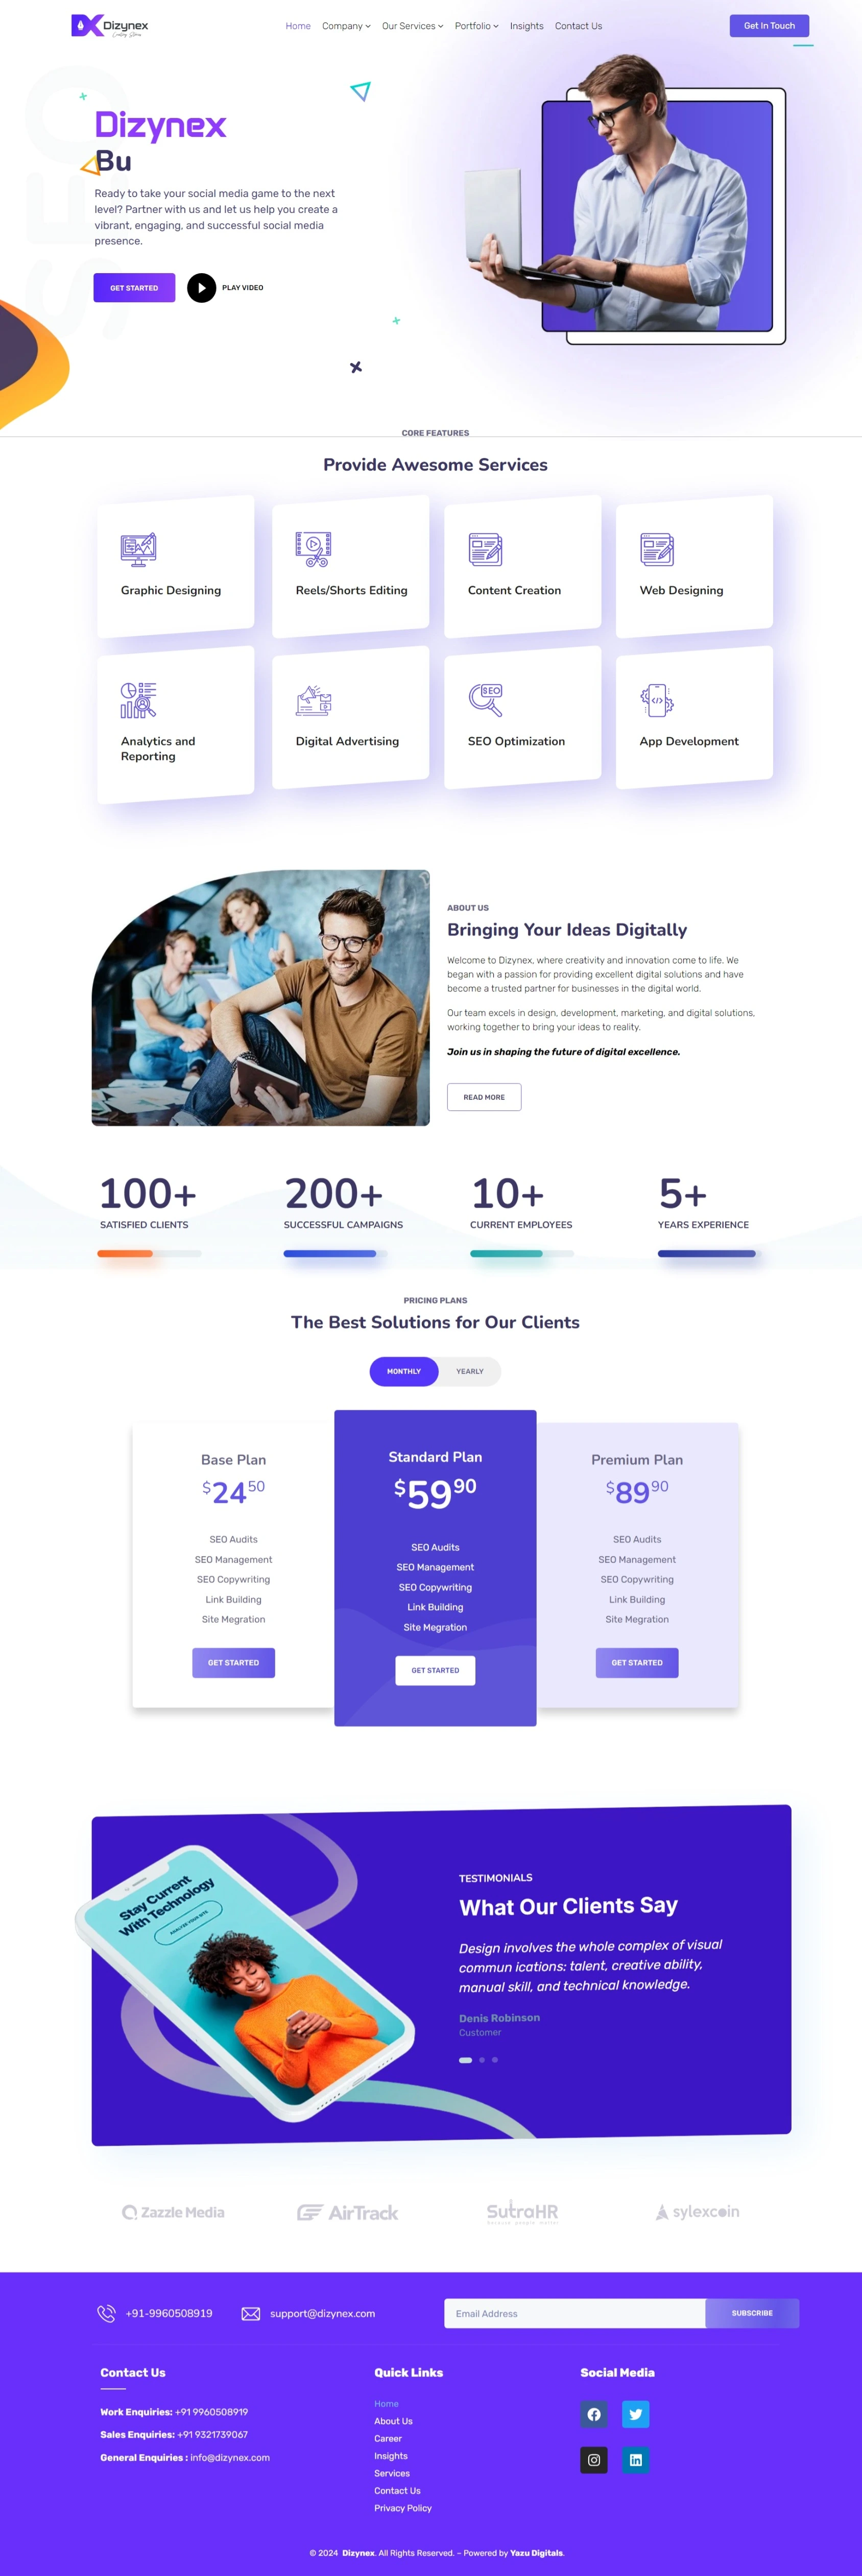 Dizynex
Home Company Our Services Portfolio Insights Contact Us
Get In Touch
SEO
Dizynex
Bu
Ready to take your social media game to the next
level? Partner with us and let us help you create a
vibrant, engaging, and successful social media
presence.
GET STARTED
PLAY VIDEO
CORE FEATURES
Provide Awesome Services
Graphic Designing
Reels/Shorts Editing
Content Creation
Web Designing
Analytics and
Reporting
Digital Advertising
SEO
SEO Optimization
App Development
ABOUT US
Bringing Your Ideas Digitally
Welcome to Dizynex, where creativity and innovation come to life. We
began with a passion for providing excellent digital solutions and have
become a trusted partner for businesses in the digital world.
Our team excels in design, development, marketing, and digital solutions,
working together to bring your ideas to reality.
Join us in shaping the future of digital excellence.
READ MORE
100+
SATISFIED CLIENTS
200+
SUCCESSFUL CAMPAIGNS
10+
CURRENT EMPLOYEES
5+
YEARS EXPERIENCE
PRICING PLANS
The Best Solutions for Our Clients
MONTHLY
YEARLY
Base Plan
$24 50
SEO Audits
SEO Management
SEO Copywriting
Link Building
Site Megration
GET STARTED
Standard Plan
$59 90
SEO Audits
SEO Management
SEO Copywriting
Link Building
Site Megration
GET STARTED
Premium Plan
$89 90
SEO Audits
SEO Management
SEO Copywriting
Link Building
Site Megration
GET STARTED
Stay Current
With Technology
ANALYZE YOUR SITE
TESTIMONIALS
What Our Clients Say
Design involves the whole complex of visual
commun ications: talent, creative ability,
manual skill, and technical knowledge.
Denis Robinson
Customer
Zazzle Media
AirTrack
SutraHR
because people matter
sylexcoin
+91-9960508919
support@dizynex.com
Email Address
SUBSCRIBE
Contact Us
Work Enquiries: +91 9960508919
Sales Enquiries: +91 9321739067
General Enquiries : info@dizynex.com
Quick Links
Home
About Us
Career
Insights
Services
Contact Us
Privacy Policy
Social Media
© 2024 Dizynex. All Rights Reserved. – Powered by Yazu Digitals.